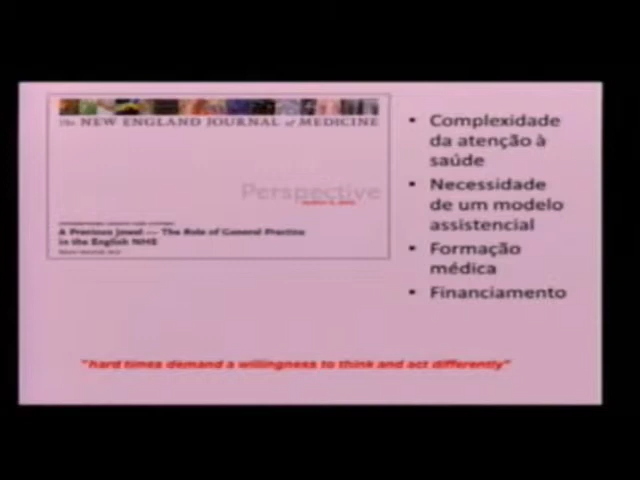 The NEW ENGLAND JOURNAL of MEDICINE
Perspective
A Precious Jewel — The Role of General Practice
in the English NHS
• Complexidade
da atenção à
saúde
• Necessidade
de um modelo
assistencial
• Formação
médica
• Financiamento
"hard times demand a willingness to think and act differently"